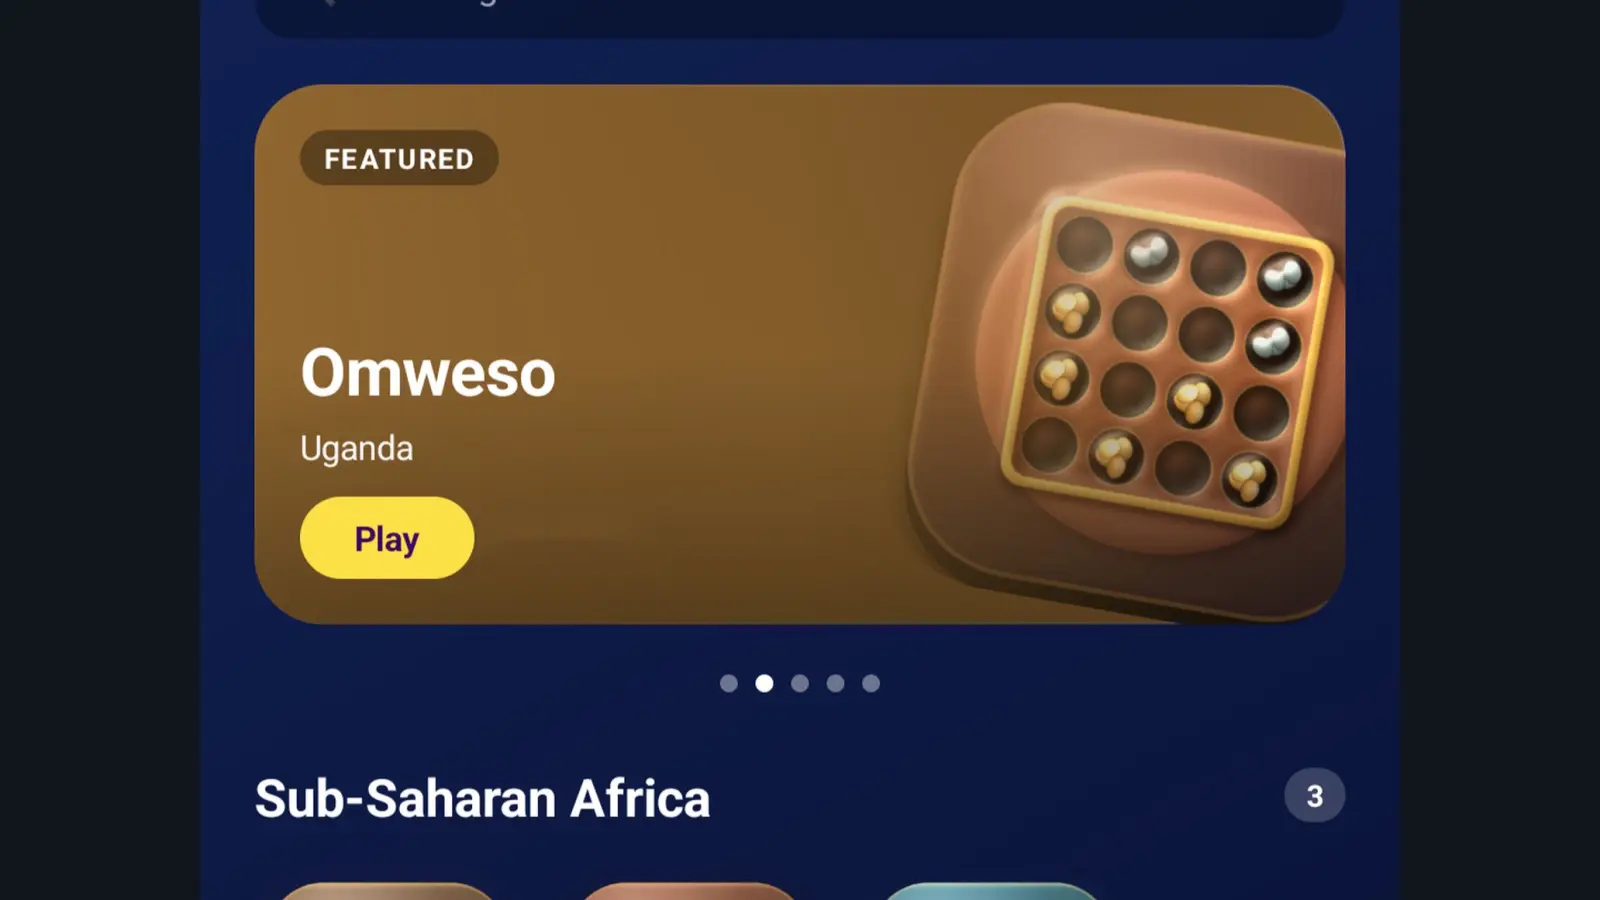 FEATURED
Omweso
Uganda
Play
Sub-Saharan Africa
3